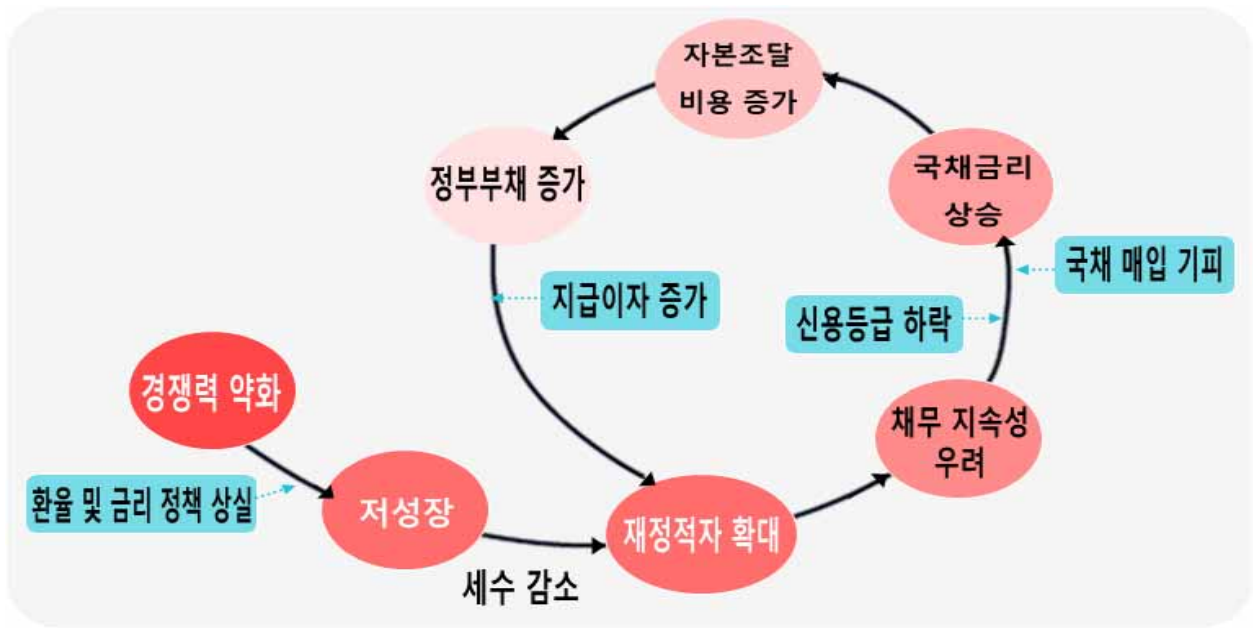 자본조달
비용 증가
정부부채 증가
국채금리
상승
국채 매입 기피
지급이자 증가
신용등급 하락
경쟁력 약화
채무 지속성
우려
환율 및 금리 정책 상실
저성장
재정적자 확대
세수 감소